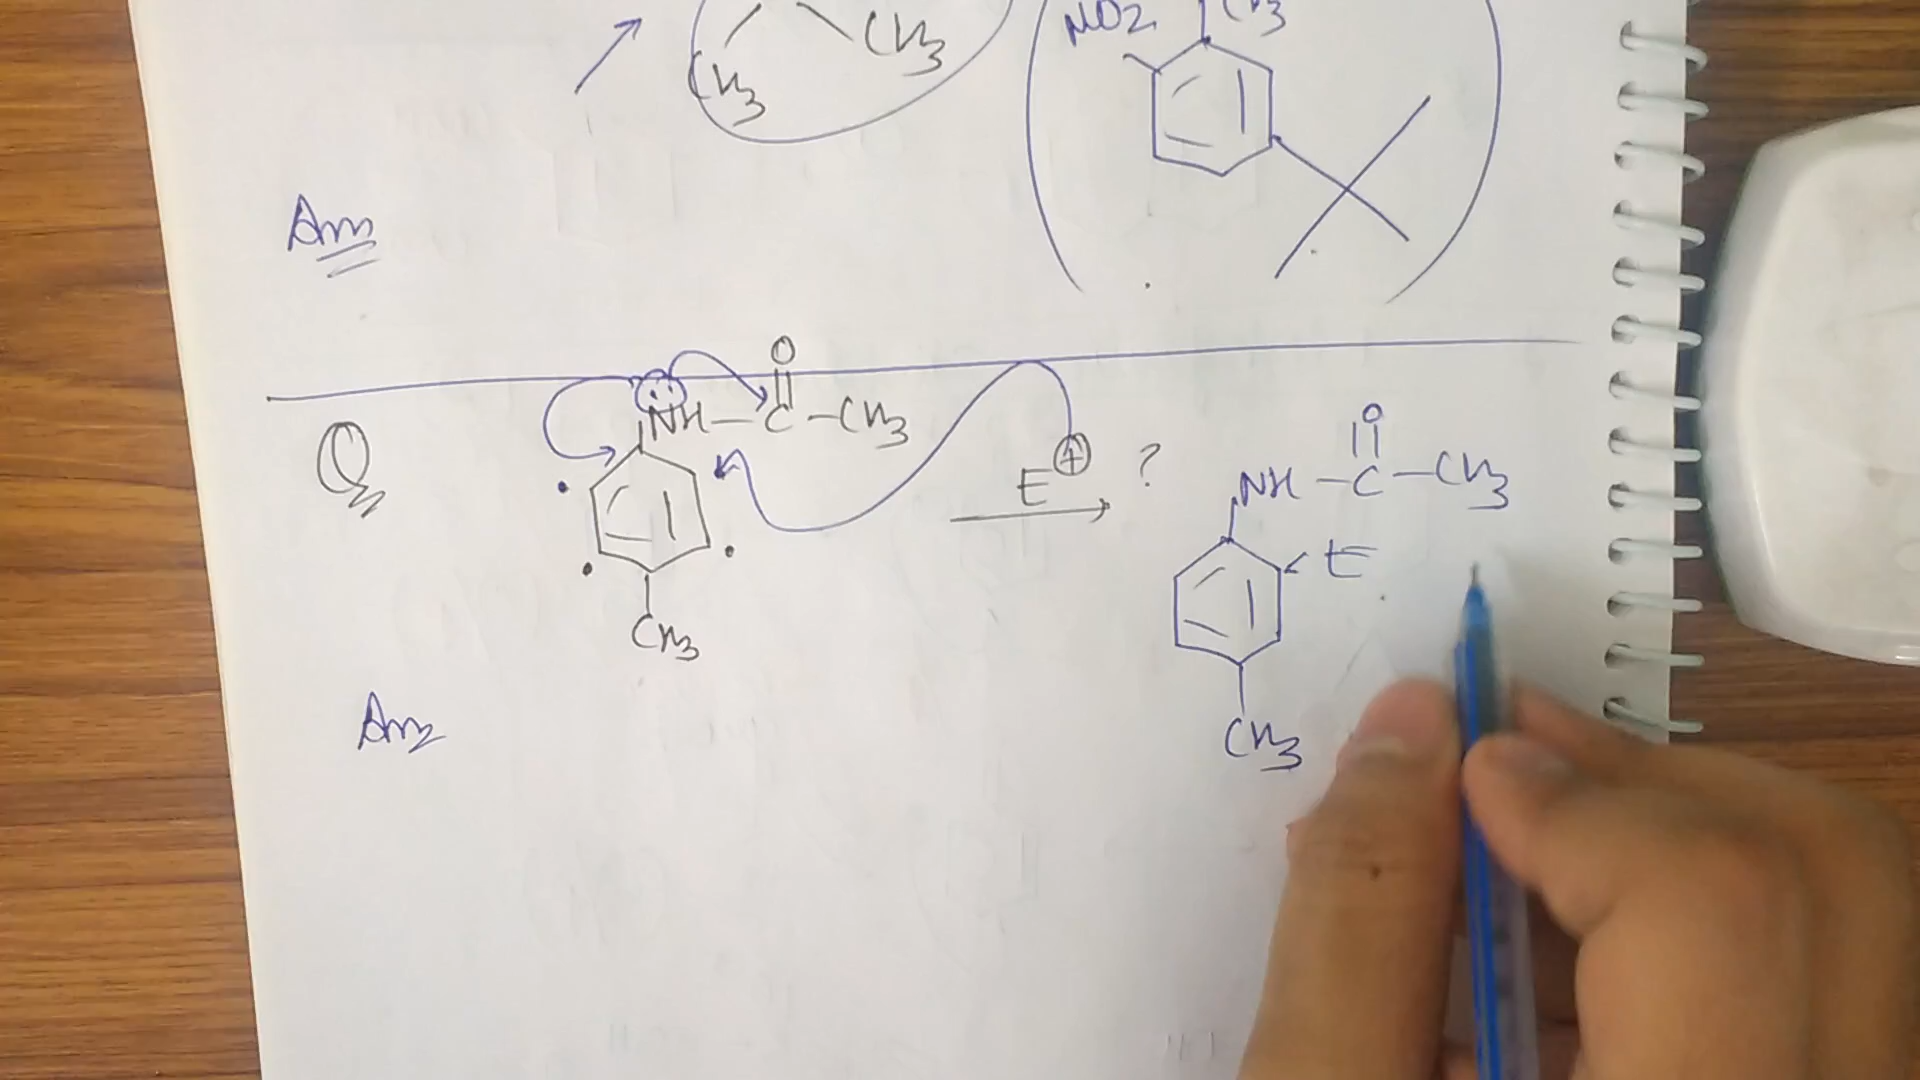 NO2 CH3
CH3 CH3
Ans
O
NH-C-CH3
Q
E⊕ ?
CH3
O
NH-C-CH3
E
CH3
Ans